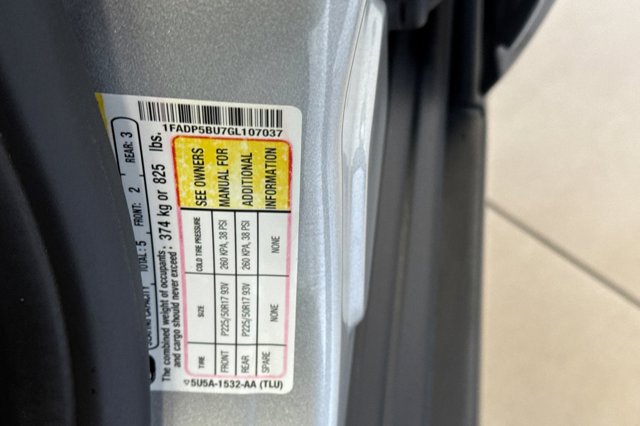 1FADP5BU7GL107037
TOTAL: 5 FRONT: 2 REAR: 3
The combined weight of occupants
and cargo should never exceed : 374 kg or 825 lbs.
TIRE SIZE COLD TIRE PRESSURE SEE OWNERS
FRONT P225/50R17 93V 260 KPA, 38 PSI MANUAL FOR
REAR P225/50R17 93V 260 KPA, 38 PSI ADDITIONAL
SPARE NONE NONE INFORMATION
5U5A-1532-AA (TLU)